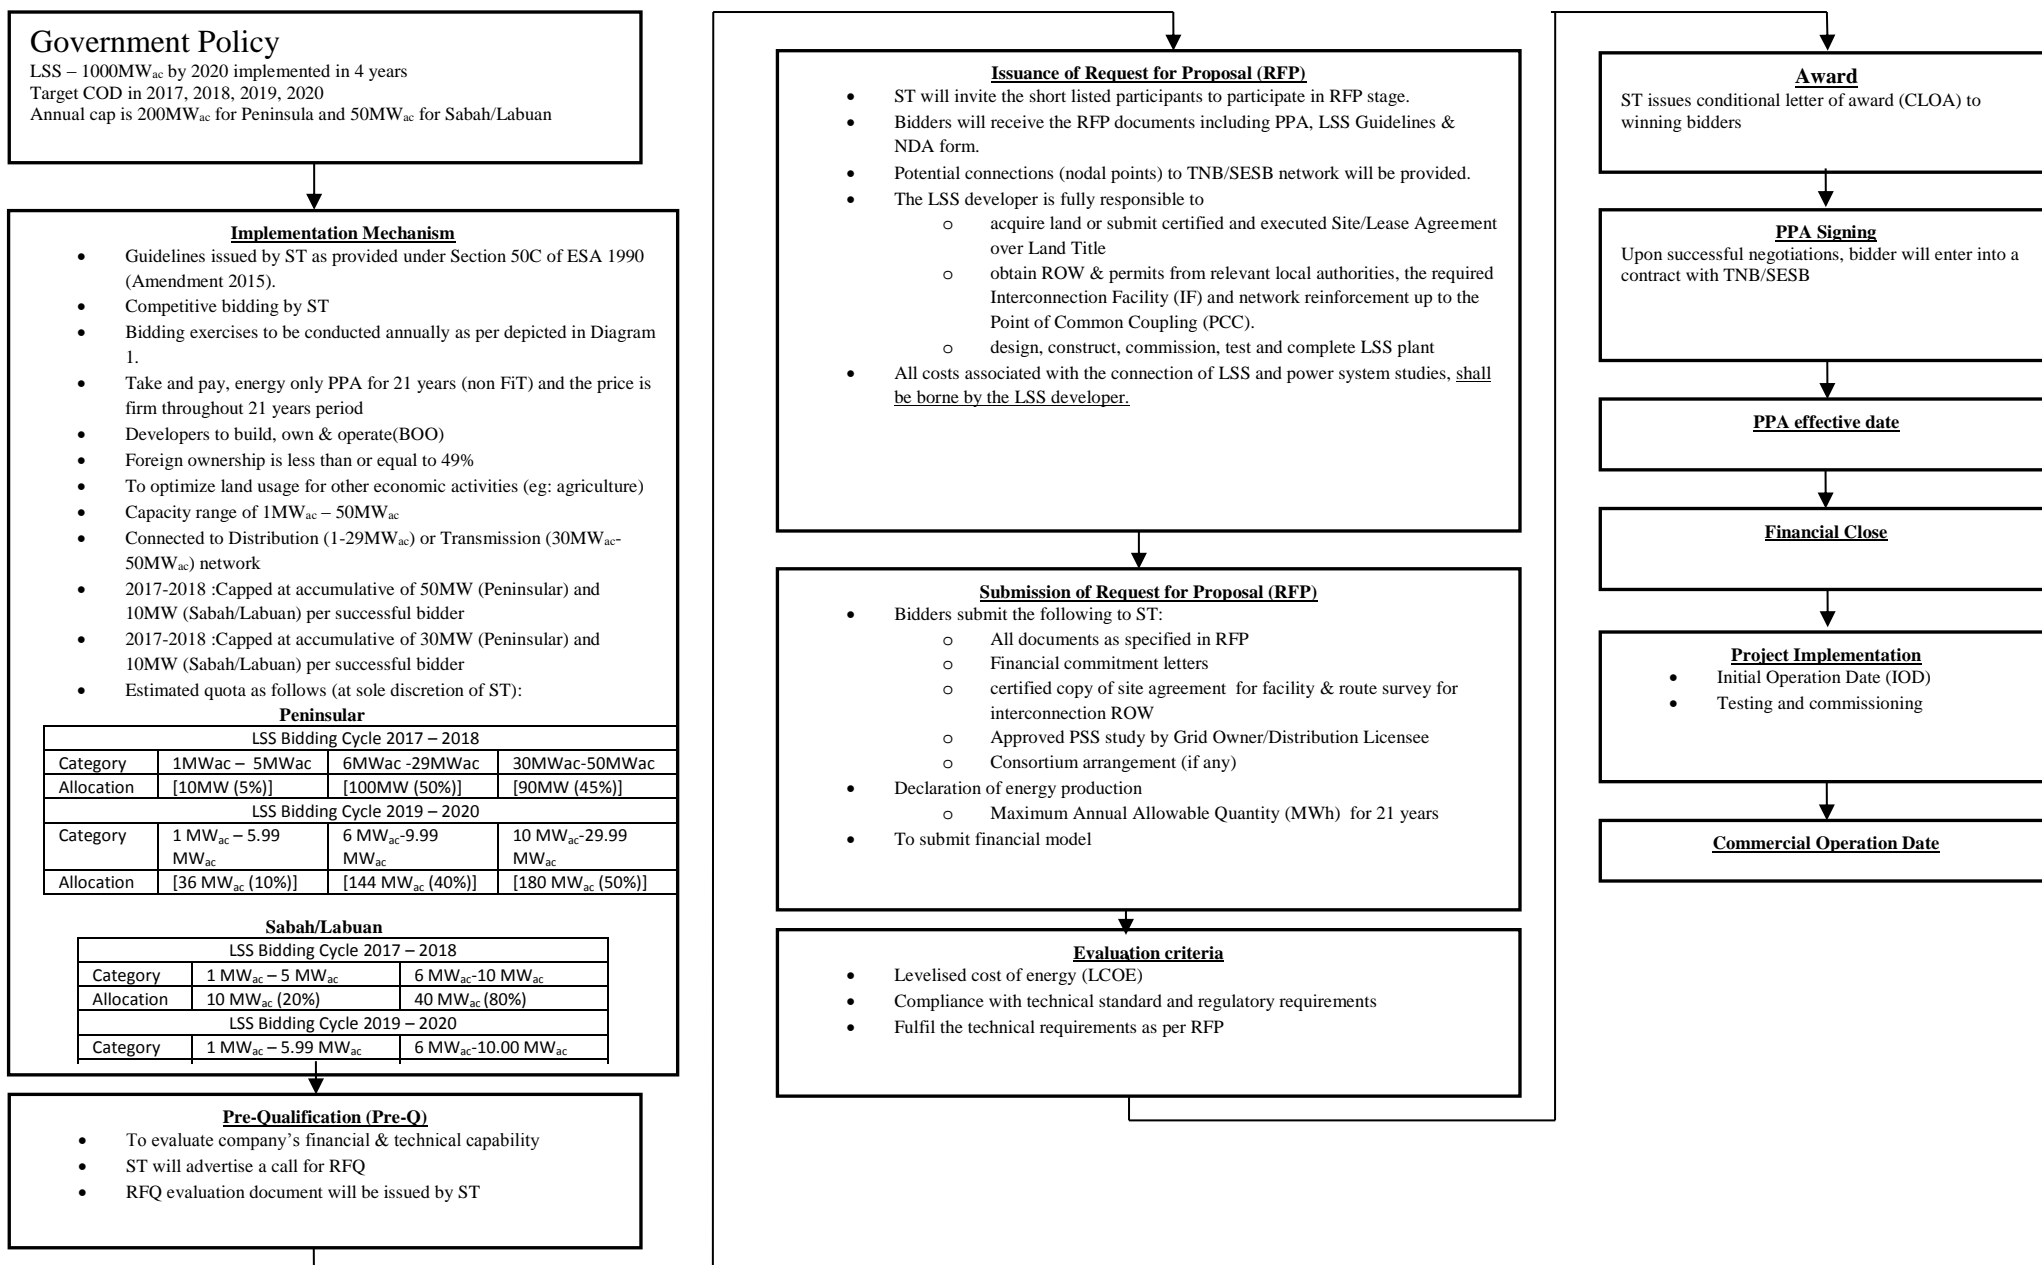 Government Policy
LSS – 1000MWac by 2020 implemented in 4 years
Target COD in 2017, 2018, 2019, 2020
Annual cap is 200MWac for Peninsula and 50MWac for Sabah/Labuan
Implementation Mechanism
• Guidelines issued by ST as provided under Section 50C of ESA 1990
(Amendment 2015).
• Competitive bidding by ST
• Bidding exercises to be conducted annually as per depicted in Diagram
1.
• Take and pay, energy only PPA for 21 years (non FiT) and the price is
firm throughout 21 years period
• Developers to build, own & operate(BOO)
• Foreign ownership is less than or equal to 49%
• To optimize land usage for other economic activities (eg: agriculture)
• Capacity range of 1MWac – 50MWac
• Connected to Distribution (1-29MWac) or Transmission (30MWac-
50MWac) network
• 2017-2018 :Capped at accumulative of 50MW (Peninsular) and
10MW (Sabah/Labuan) per successful bidder
• 2017-2018 :Capped at accumulative of 30MW (Peninsular) and
10MW (Sabah/Labuan) per successful bidder
• Estimated quota as follows (at sole discretion of ST):
Peninsular
LSS Bidding Cycle 2017 – 2018
Category 1MWac – 5MWac 6MWac -29MWac 30MWac-50MWac
Allocation [10MW (5%)] [100MW (50%)] [90MW (45%)]
LSS Bidding Cycle 2019 – 2020
Category 1 MWac – 5.99 6 MWac-9.99 10 MWac-29.99
MWac MWac MWac
Allocation [36 MWac (10%)] [144 MWac (40%)] [180 MWac (50%)]
Sabah/Labuan
LSS Bidding Cycle 2017 – 2018
Category 1 MWac – 5 MWac 6 MWac-10 MWac
Allocation 10 MWac (20%) 40 MWac (80%)
LSS Bidding Cycle 2019 – 2020
Category 1 MWac – 5.99 MWac 6 MWac-10.00 MWac
Pre-Qualification (Pre-Q)
• To evaluate company’s financial & technical capability
• ST will advertise a call for RFQ
• RFQ evaluation document will be issued by ST
Issuance of Request for Proposal (RFP)
• ST will invite the short listed participants to participate in RFP stage.
• Bidders will receive the RFP documents including PPA, LSS Guidelines &
NDA form.
• Potential connections (nodal points) to TNB/SESB network will be provided.
• The LSS developer is fully responsible to
o acquire land or submit certified and executed Site/Lease Agreement
over Land Title
o obtain ROW & permits from relevant local authorities, the required
Interconnection Facility (IF) and network reinforcement up to the
Point of Common Coupling (PCC).
o design, construct, commission, test and complete LSS plant
• All costs associated with the connection of LSS and power system studies, shall
be borne by the LSS developer.
Submission of Request for Proposal (RFP)
• Bidders submit the following to ST:
o All documents as specified in RFP
o Financial commitment letters
o certified copy of site agreement for facility & route survey for
interconnection ROW
o Approved PSS study by Grid Owner/Distribution Licensee
o Consortium arrangement (if any)
• Declaration of energy production
o Maximum Annual Allowable Quantity (MWh) for 21 years
• To submit financial model
Evaluation criteria
• Levelised cost of energy (LCOE)
• Compliance with technical standard and regulatory requirements
• Fulfil the technical requirements as per RFP
Award
ST issues conditional letter of award (CLOA) to
winning bidders
PPA Signing
Upon successful negotiations, bidder will enter into a
contract with TNB/SESB
PPA effective date
Financial Close
Project Implementation
• Initial Operation Date (IOD)
• Testing and commissioning
Commercial Operation Date